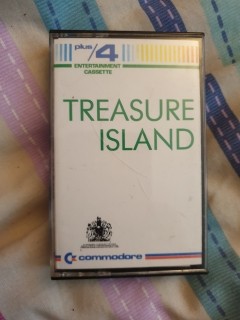 plus/4
ENTERTAINMENT
CASSETTE
TREASURE
ISLAND
commodore